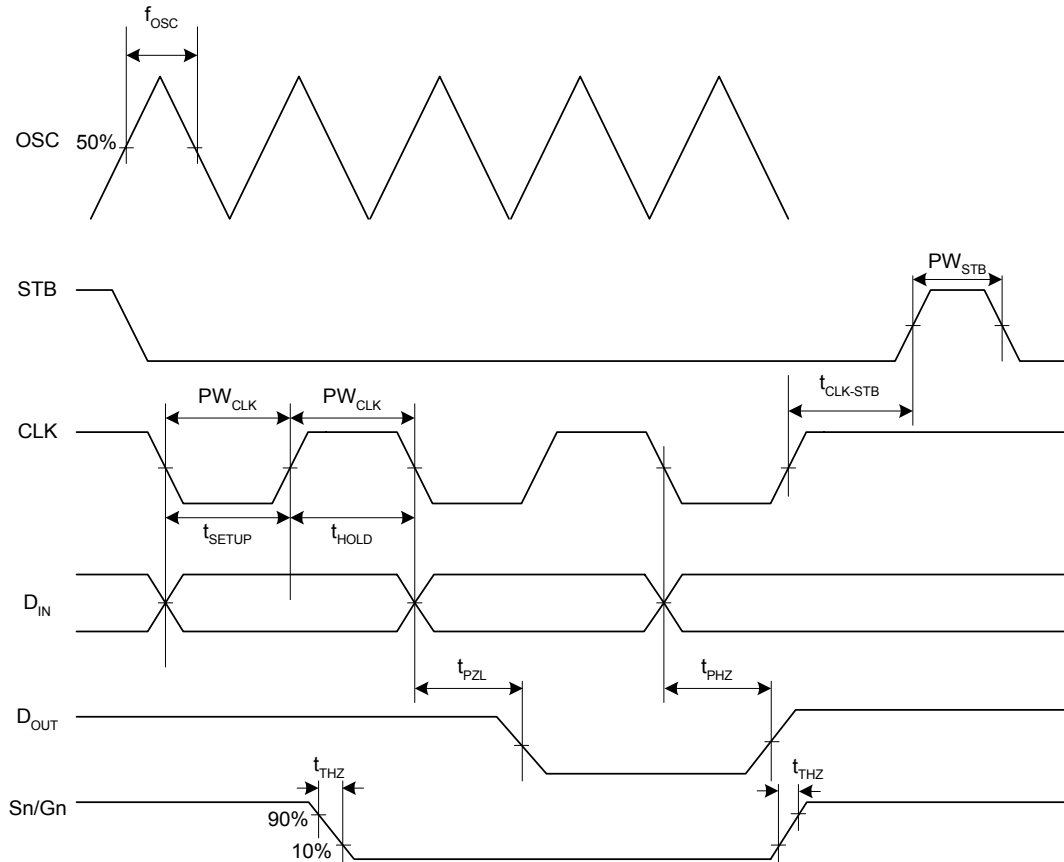 fOSC
OSC 50%
STB
PWSTB
tCLK-STB
PWCLK PWCLK
CLK
tSETUP tHOLD
DIN
tPZL tPHZ
DOUT
tTHZ tTHZ
Sn/Gn
90%
10%